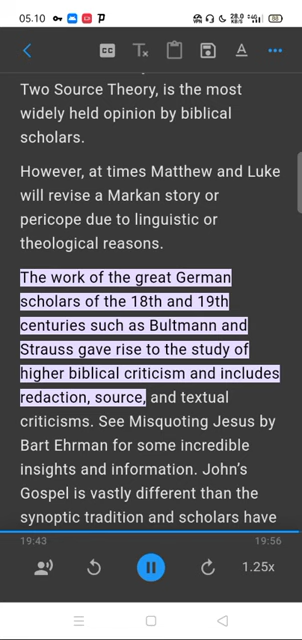 05.10
28.0
KB/S
CC
Two Source Theory, is the most
widely held opinion by biblical
scholars.
However, at times Matthew and Luke
will revise a Markan story or
pericope due to linguistic or
theological reasons.
The work of the great German
scholars of the 18th and 19th
centuries such as Bultmann and
Strauss gave rise to the study of
higher biblical criticism and includes
redaction, source, and textual
criticisms. See Misquoting Jesus by
Bart Ehrman for some incredible
insights and information. John's
Gospel is vastly different than the
synoptic tradition and scholars have
19:43
19:56
1.25x